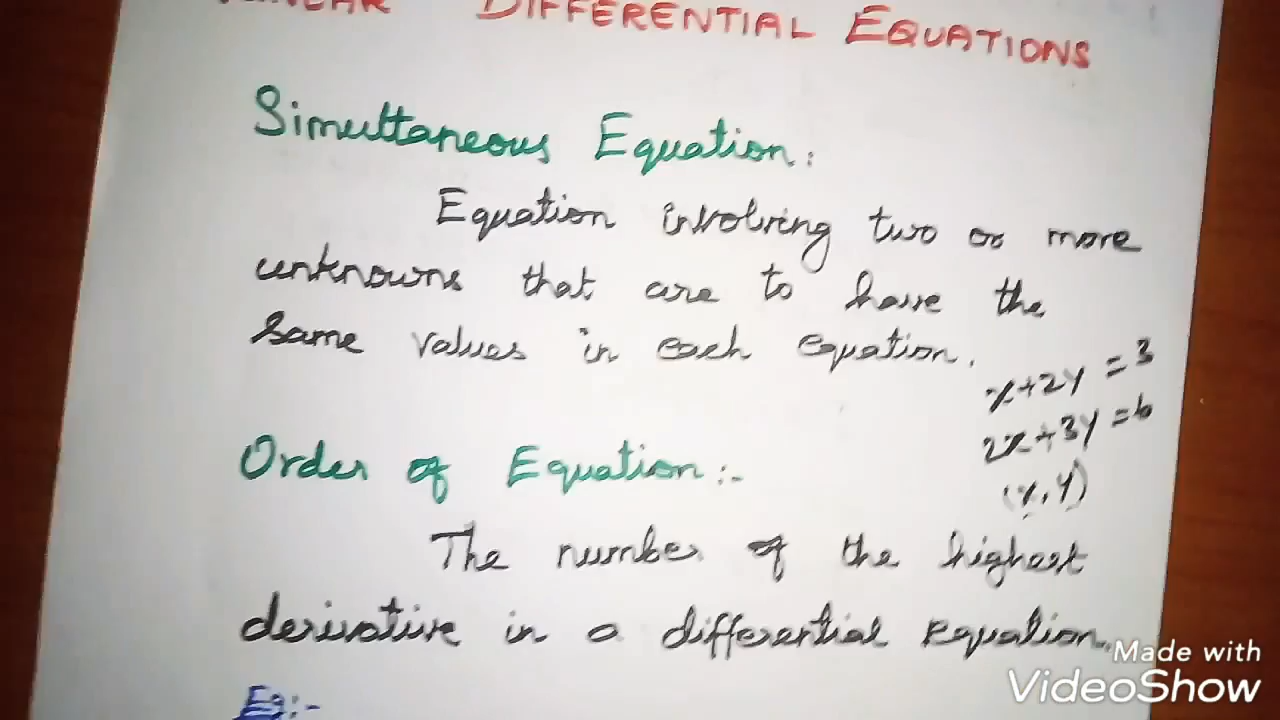 DIFFERENTIAL EQUATIONS
Simulttaneous Equation:
Equation involving two or more
unknowns that are to have the
same values in each equation.
x+2y = 3
2x+3y = 6
(x,y)
Order of Equation:-
The number of the highest
derivative in a differential Equation.
Eg:-
Made with
VideoShow